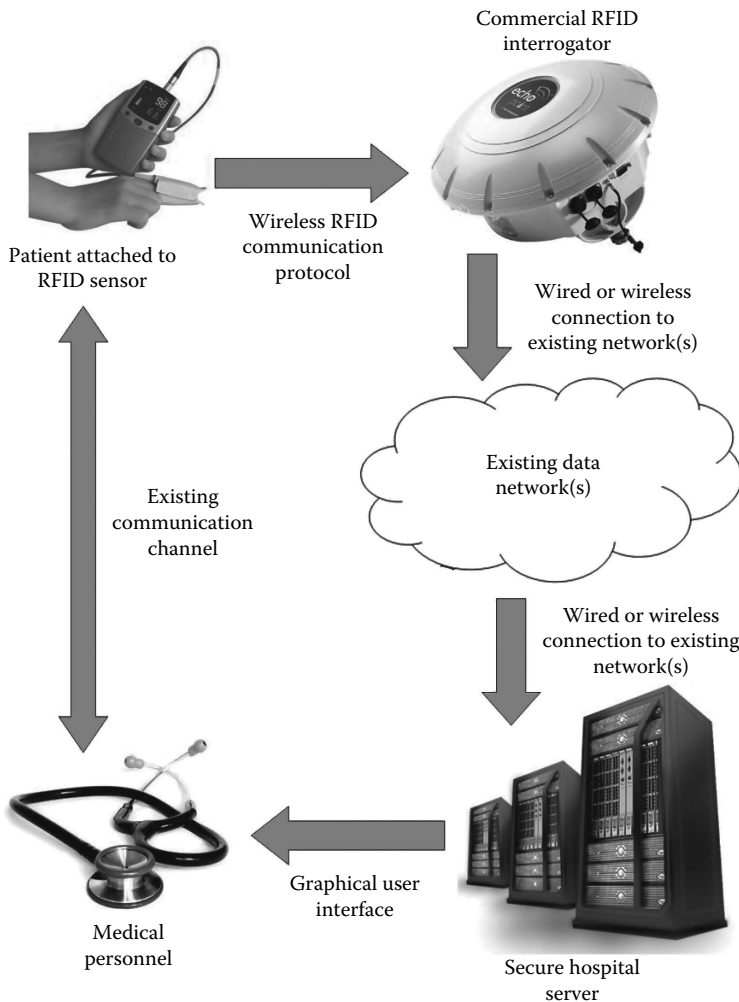 Commercial RFID
interrogator
98
echo
Wireless RFID
communication
protocol
Patient attached to
RFID sensor
Wired or wireless
connection to
existing network(s)
Existing data
network(s)
Existing
communication
channel
Wired or wireless
connection to existing
network(s)
Graphical user
interface
Medical
personnel
Secure hospital
server